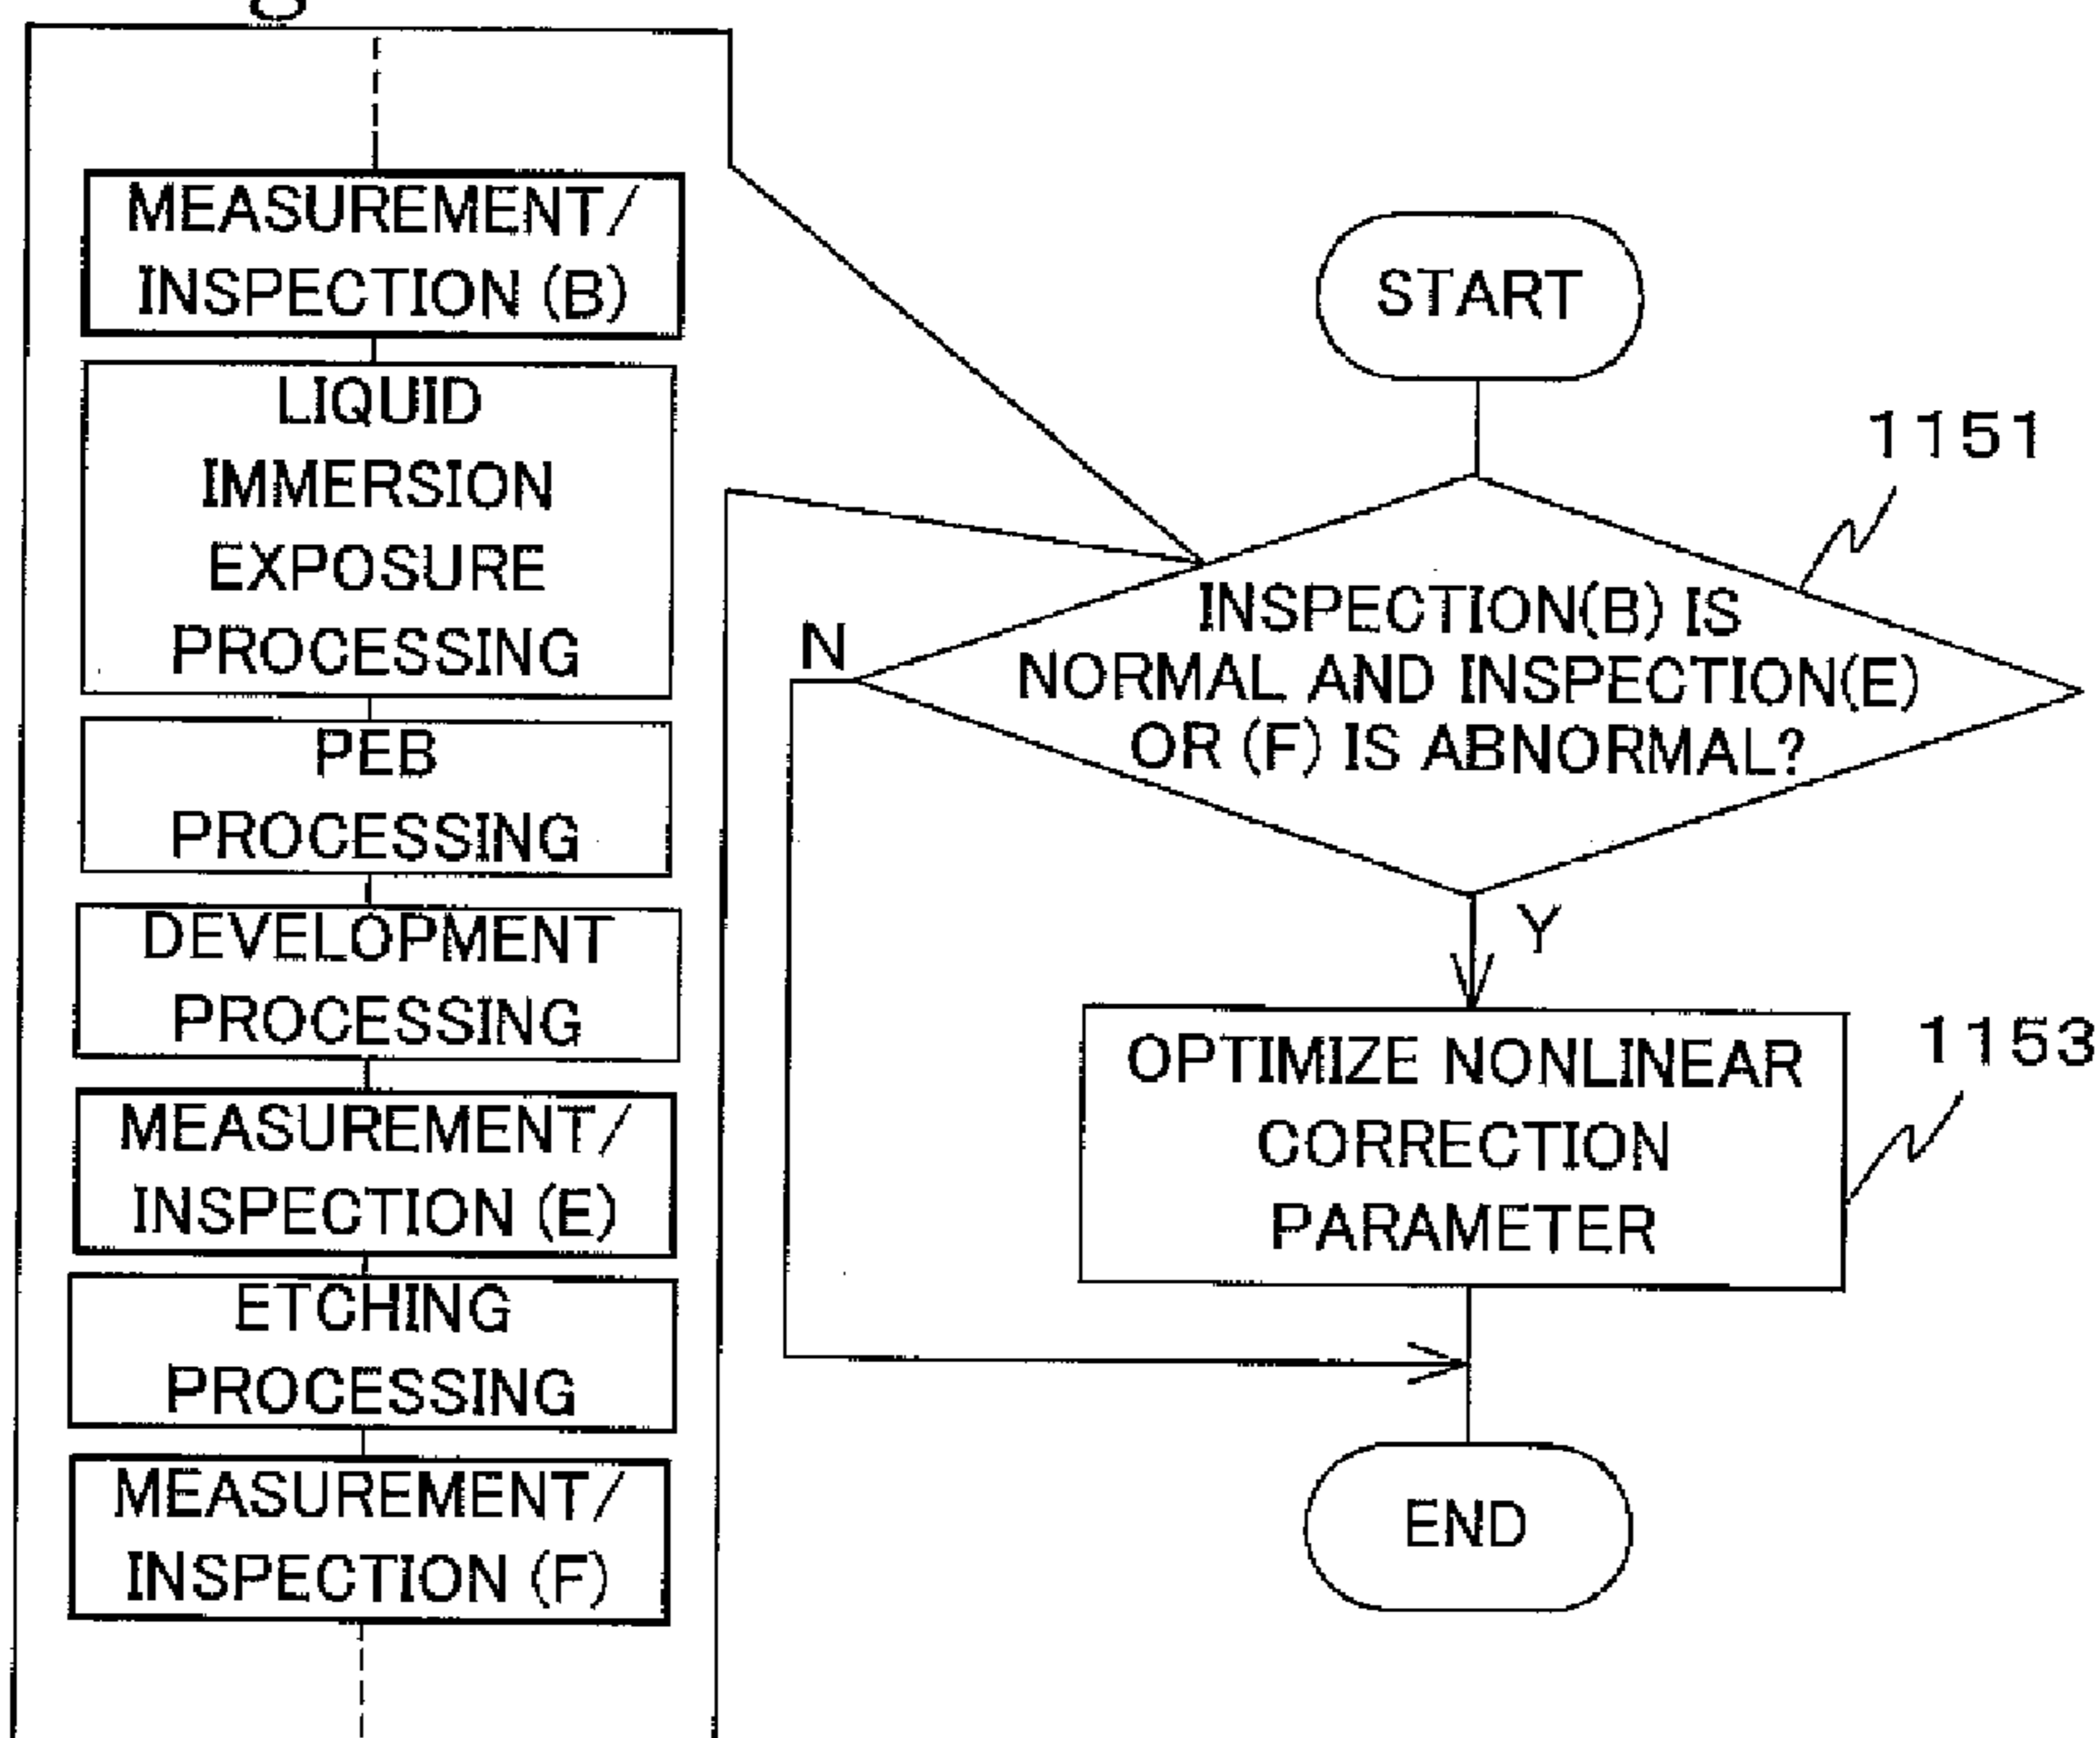 MEASUREMENT/
INSPECTION (B)
LIQUID
IMMERSION
EXPOSURE
PROCESSING
PEB
PROCESSING
DEVELOPMENT
PROCESSING
MEASUREMENT/
INSPECTION (E)
ETCHING
PROCESSING
MEASUREMENT/
INSPECTION (F)
START
1151
INSPECTION(B) IS
NORMAL AND INSPECTION(E)
OR (F) IS ABNORMAL?
N
Y
OPTIMIZE NONLINEAR
CORRECTION
PARAMETER
1153
END